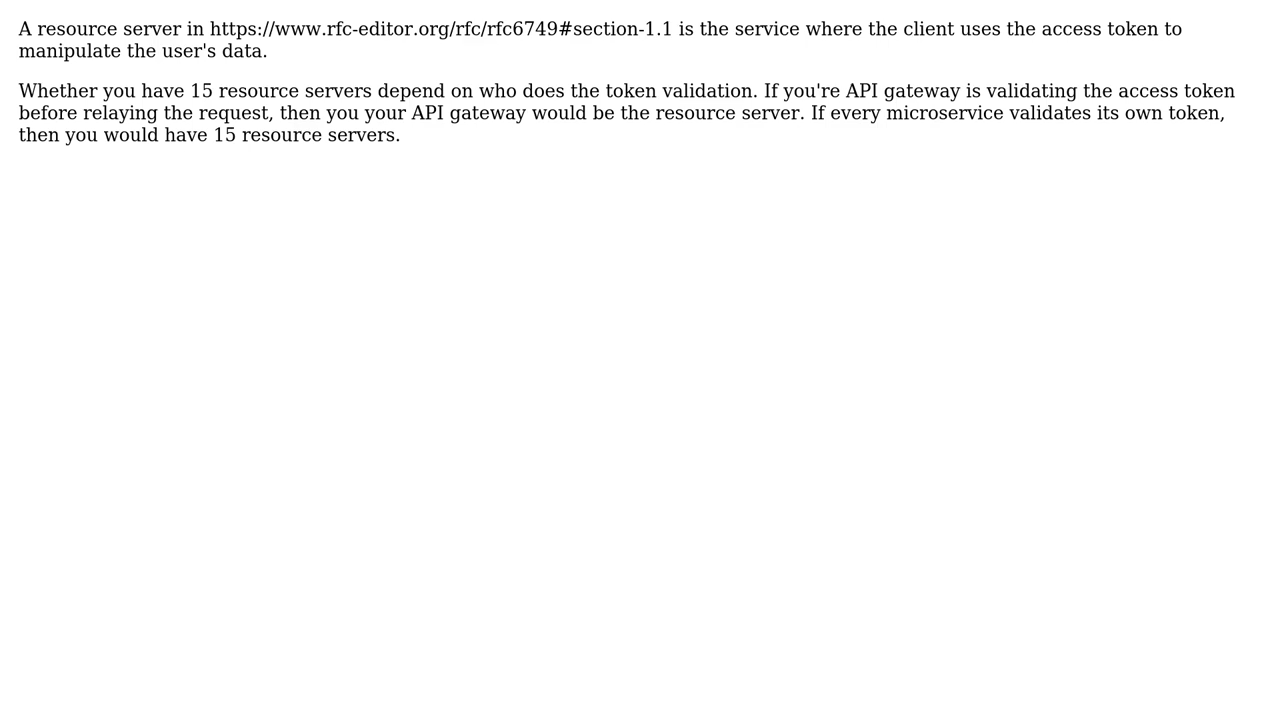 A resource server in https://www.rfc-editor.org/rfc/rfc6749#section-1.1 is the service where the client uses the access token to
manipulate the user's data.
Whether you have 15 resource servers depend on who does the token validation. If you're API gateway is validating the access token
before relaying the request, then you your API gateway would be the resource server. If every microservice validates its own token,
then you would have 15 resource servers.